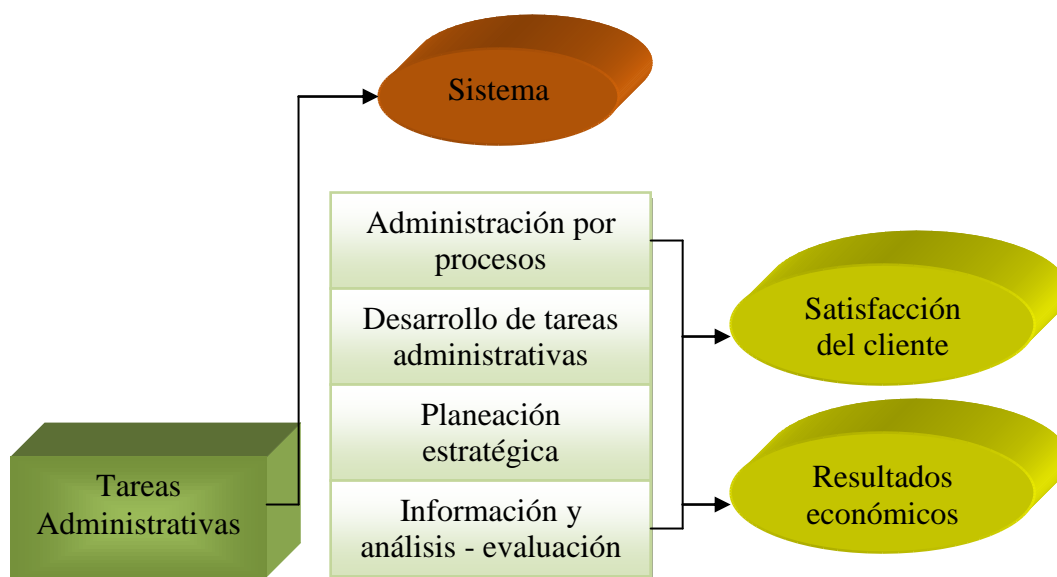 Sistema
Administración por
procesos
Desarrollo de tareas
administrativas
Planeación
estratégica
Información y
análisis - evaluación
Tareas
Administrativas
Satisfacción
del cliente
Resultados
económicos